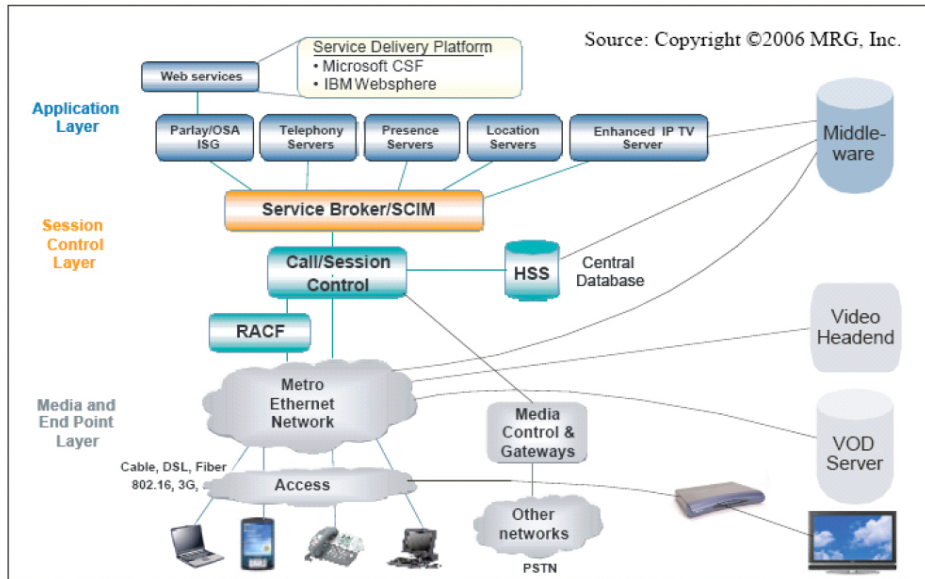 Source: Copyright ©2006 MRG, Inc.
Service Delivery Platform
• Microsoft CSF
• IBM Websphere
Web services
Application
Layer
Parlay/OSA
ISG
Telephony
Servers
Presence
Servers
Location
Servers
Enhanced IP TV
Server
Middle-
ware
Service Broker/SCIM
Session
Control
Layer
Call/Session
Control
HSS
Central
Database
RACF
Video
Headend
Metro
Ethernet
Network
Media and
End Point
Layer
Media
Control &
Gateways
VOD
Server
Cable, DSL, Fiber
802.16, 3G,
Access
Other
networks
PSTN